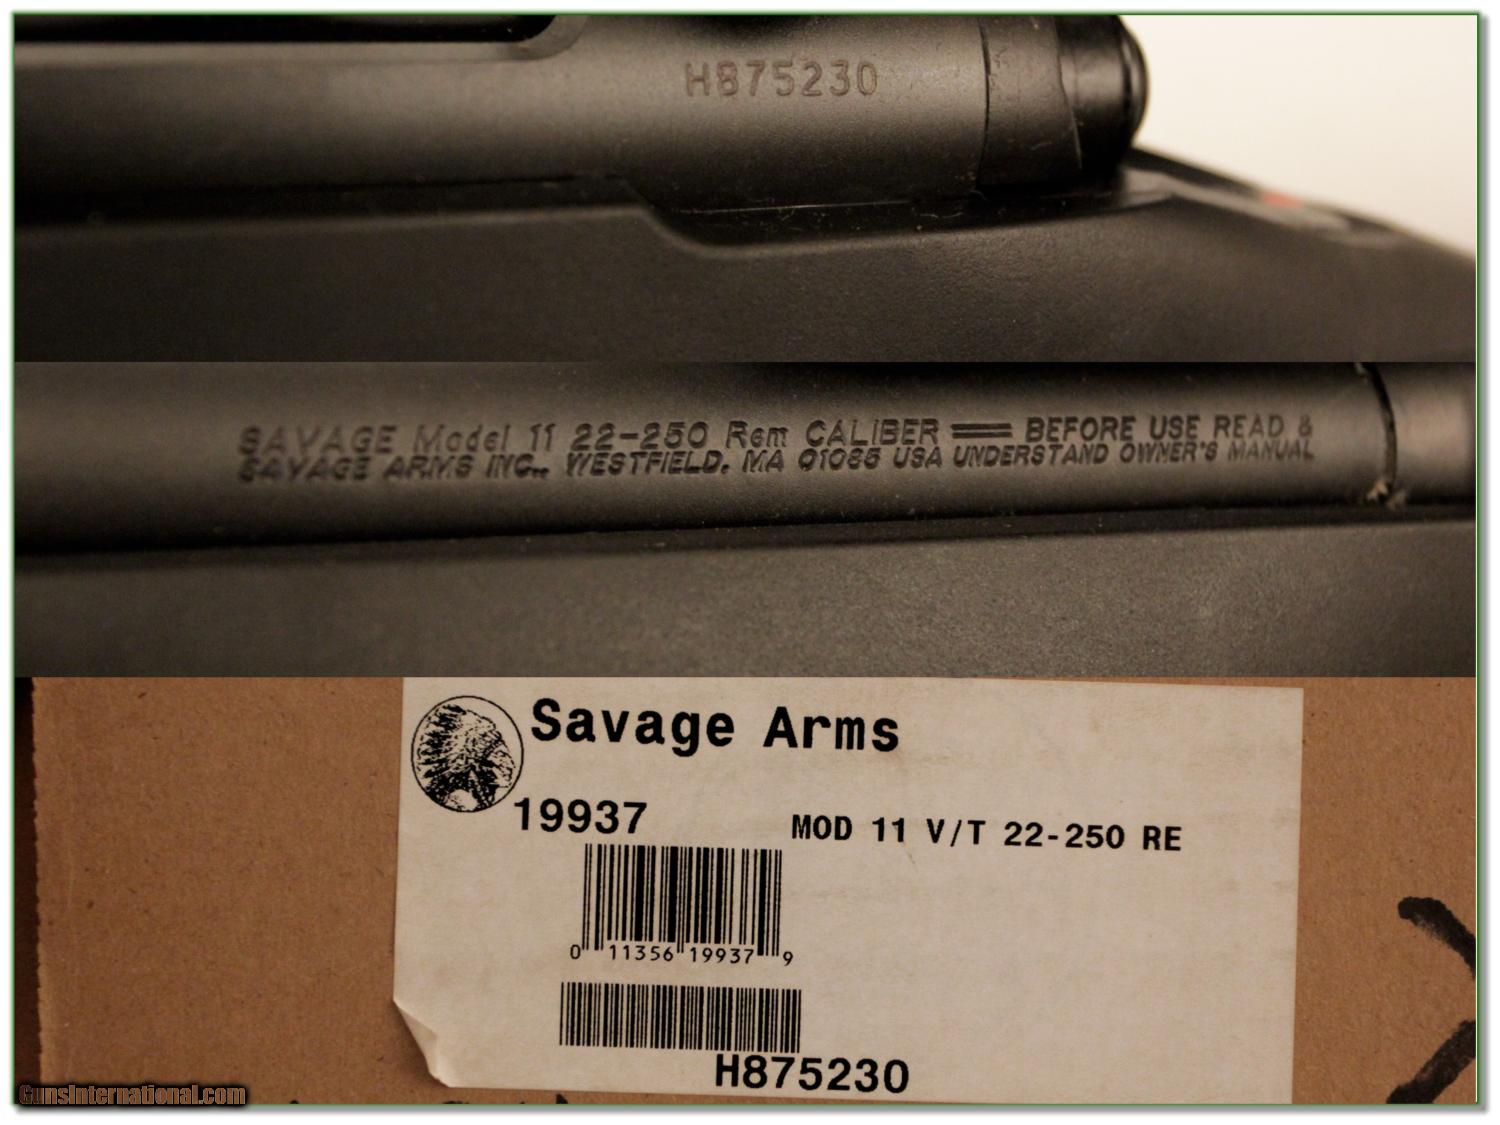 H875230
SAVAGE Model 11 22-250 Rem CALIBER == BEFORE USE READ &
SAVAGE ARMS INC., WESTFIELD, MA 01085 USA UNDERSTAND OWNER'S MANUAL
Savage Arms
19937 MOD 11 V/T 22-250 RE
0 11356 19937 9
H875230
GunsInternational.com